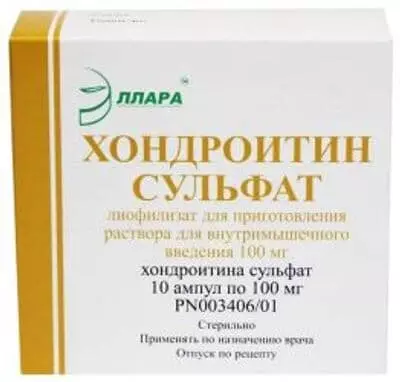 ЭЛЛАРА
ХОНДРОИТИН
СУЛЬФАТ
лиофилизат для приготовления
раствора для внутримышечного
введения 100 мг
хондроитина сульфат
10 ампул по 100 мг
PN003406/01
Стерильно
Применять по назначению врача
Отпуск по рецепту